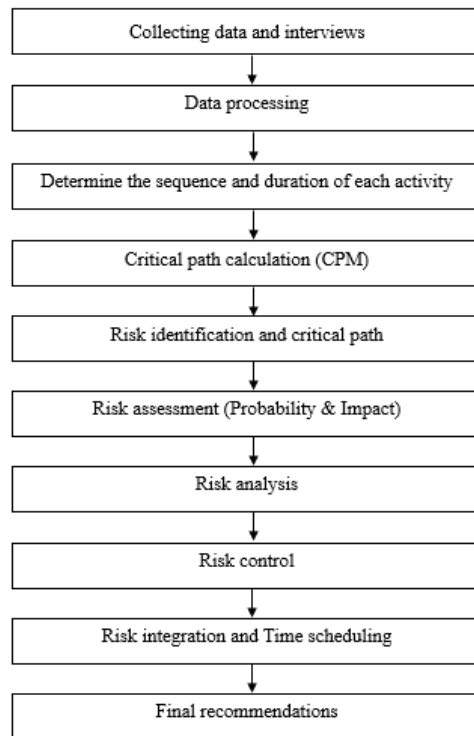 Collecting data and interviews
Data processing
Determine the sequence and duration of each activity
Critical path calculation (CPM)
Risk identification and critical path
Risk assessment (Probability & Impact)
Risk analysis
Risk control
Risk integration and Time scheduling
Final recommendations